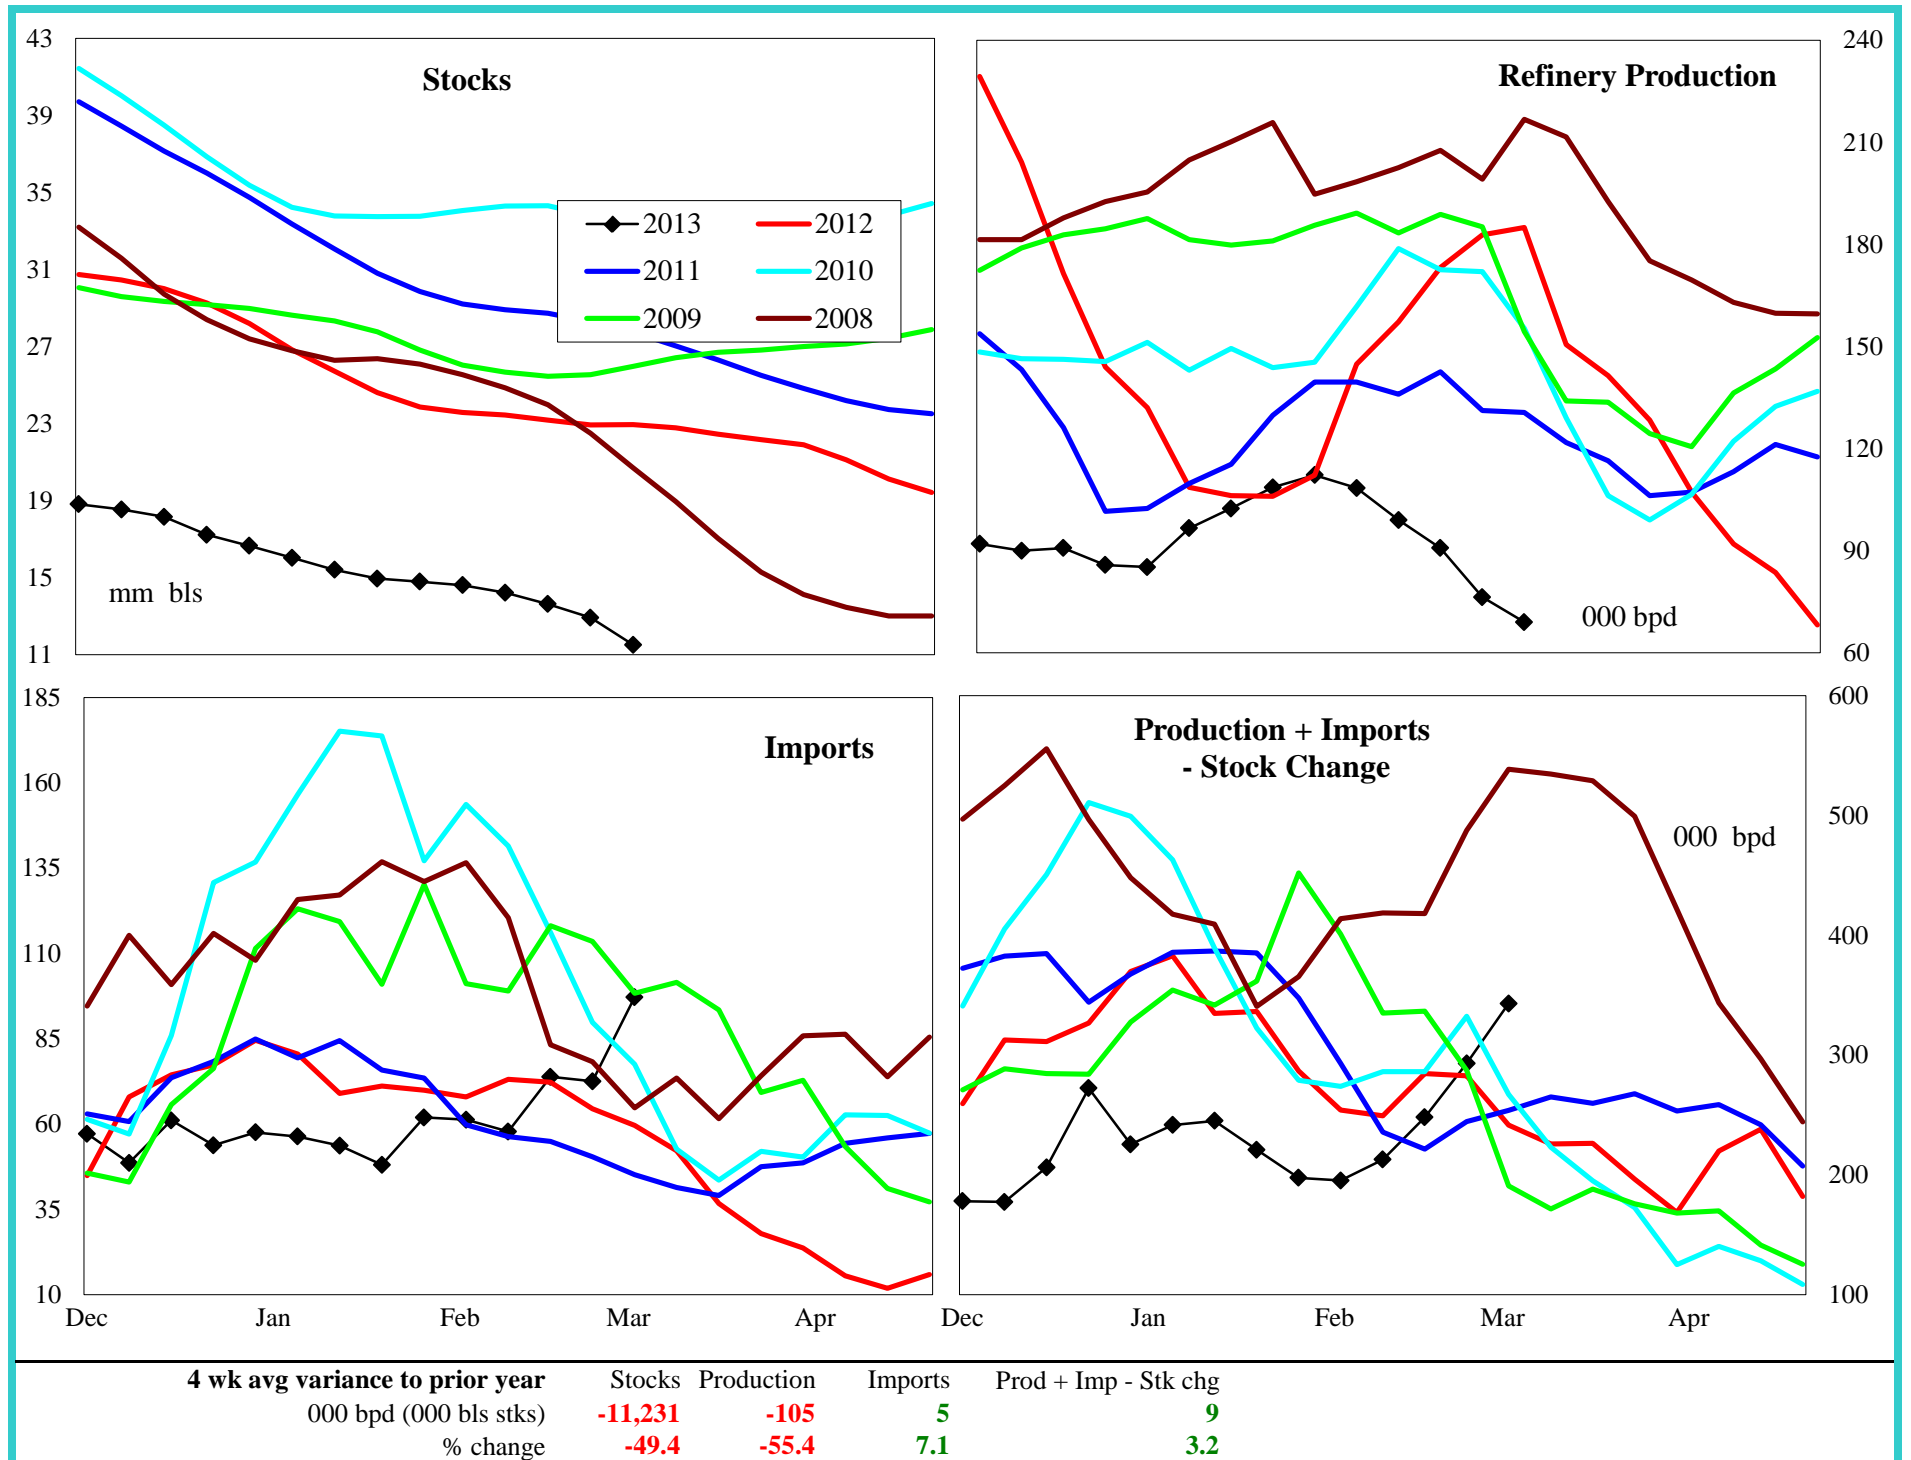 Stocks
43
39
35
31
27
23
19
15
11
mm bls
2013
2012
2011
2010
2009
2008
Refinery Production
240
210
180
150
120
90
60
000 bpd
Imports
185
160
135
110
85
60
35
10
Dec Jan Feb Mar Apr
Production + Imports
- Stock Change
600
500
400
300
200
100
000 bpd
Dec Jan Feb Mar Apr
4 wk avg variance to prior year Stocks Production Imports Prod + Imp - Stk chg
000 bpd (000 bls stks) -11,231 -105 5 9
% change -49.4 -55.4 7.1 3.2